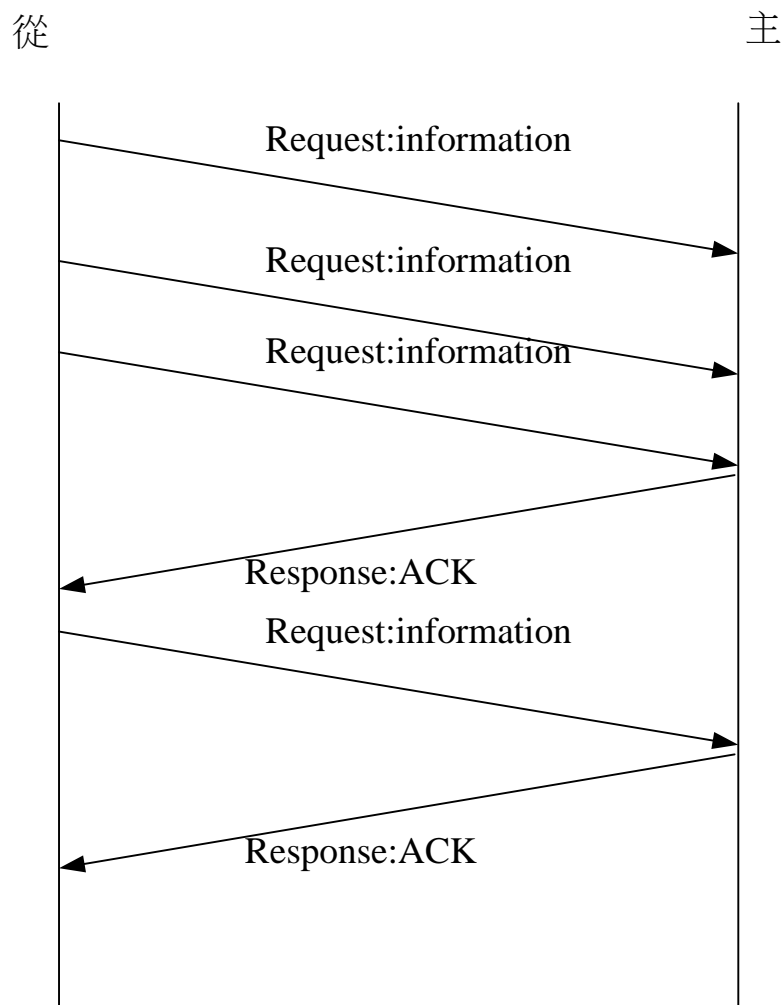 從
主
Request:information
Request:information
Request:information
Response:ACK
Request:information
Response:ACK